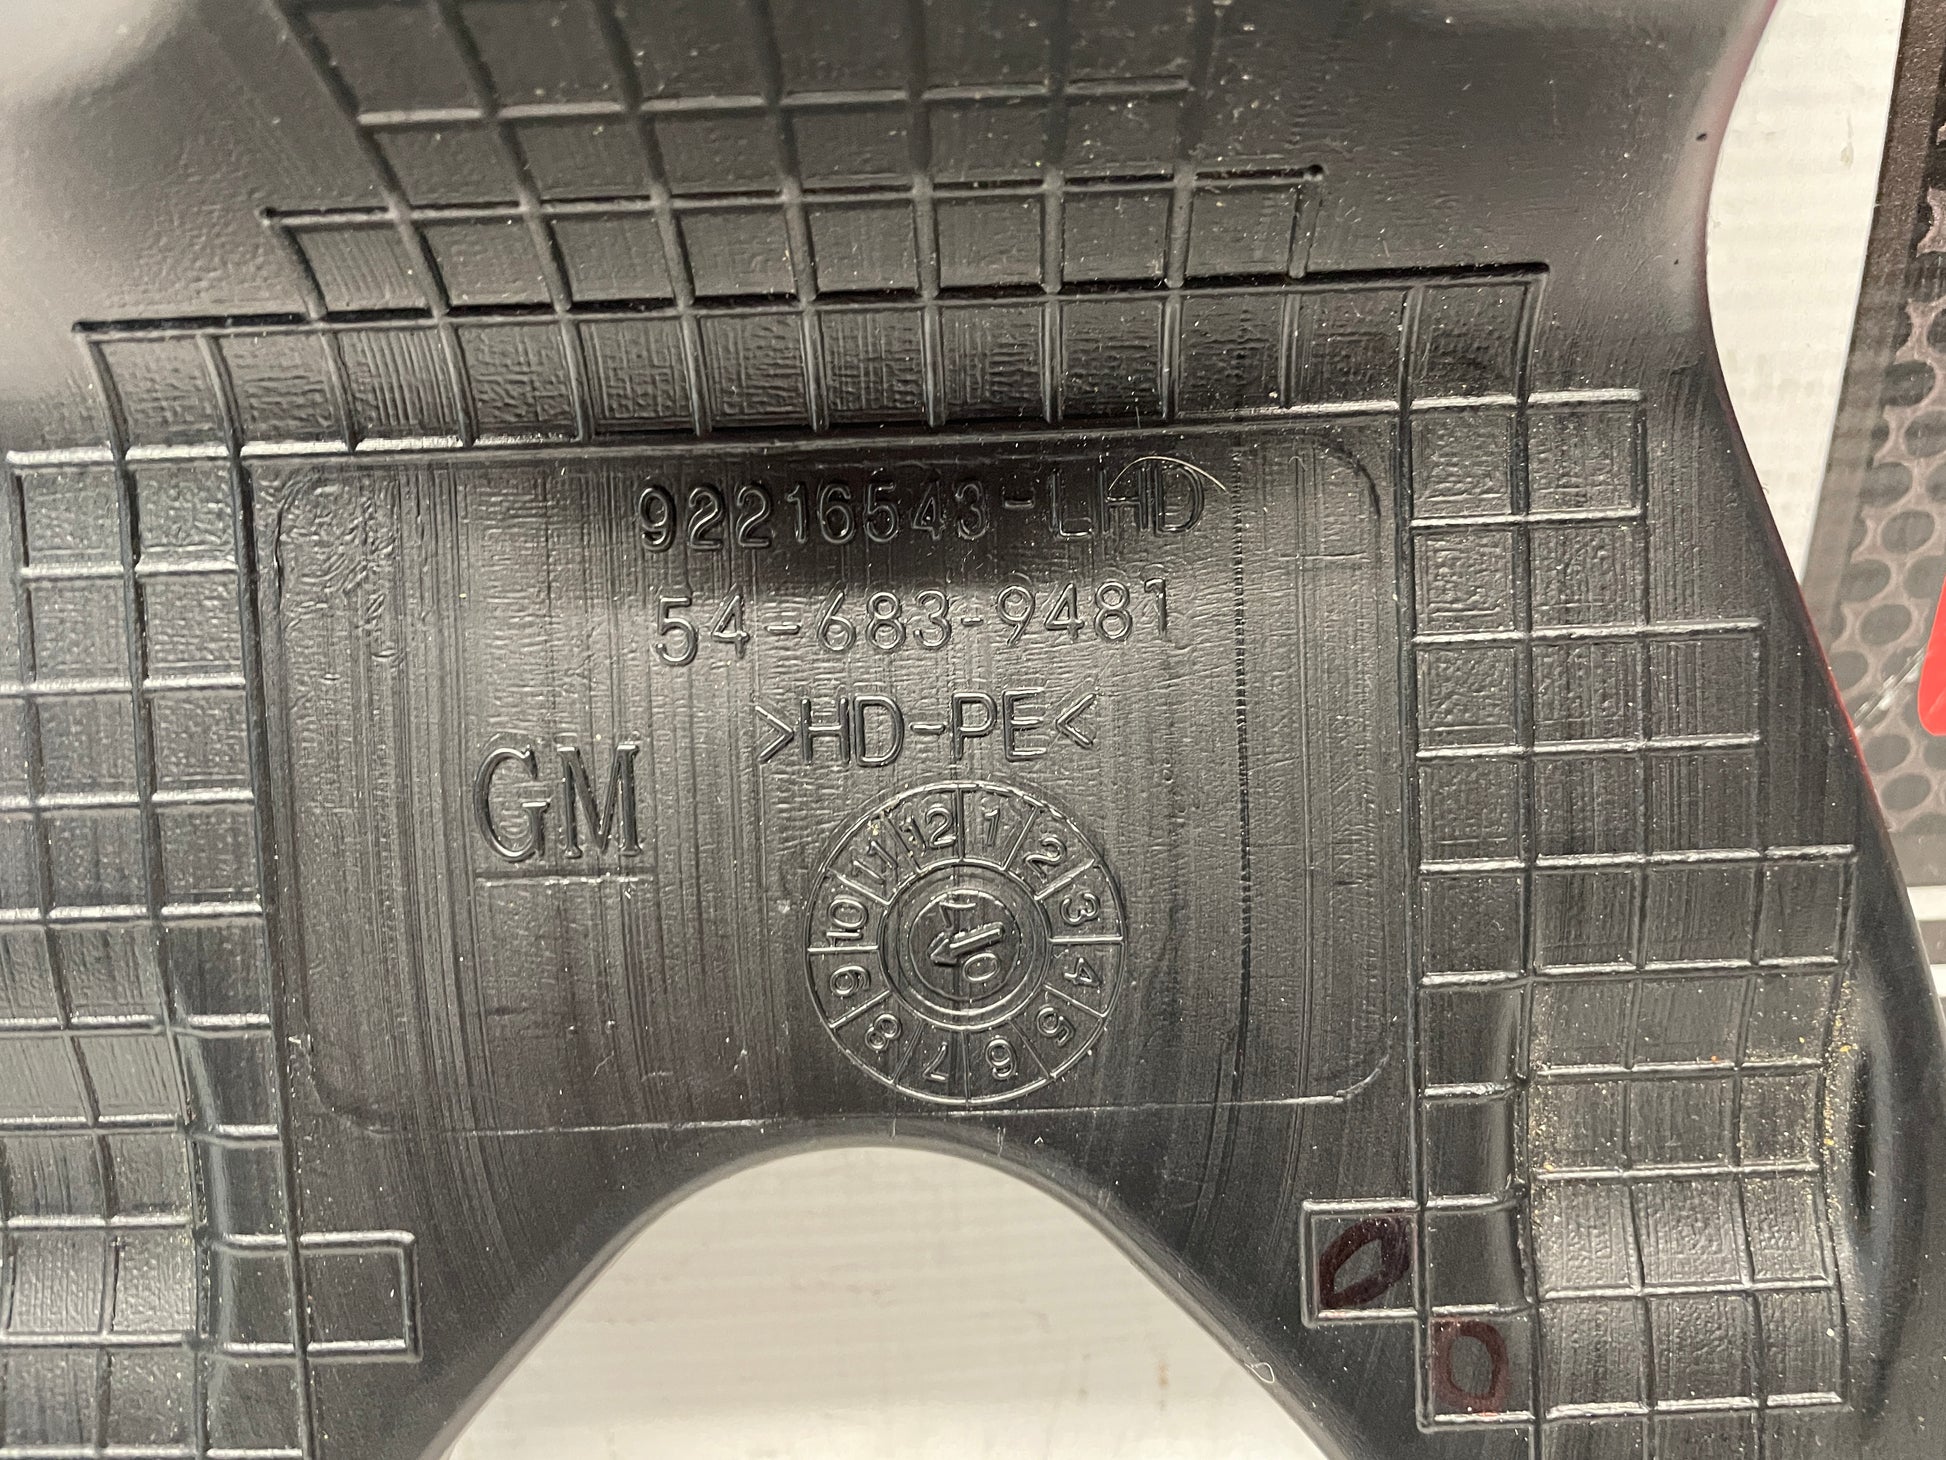 92216543-LHD
54-683-9481
>HD-PE<
GM
12 1 2 3 4 5 6 7 8 9 10 11